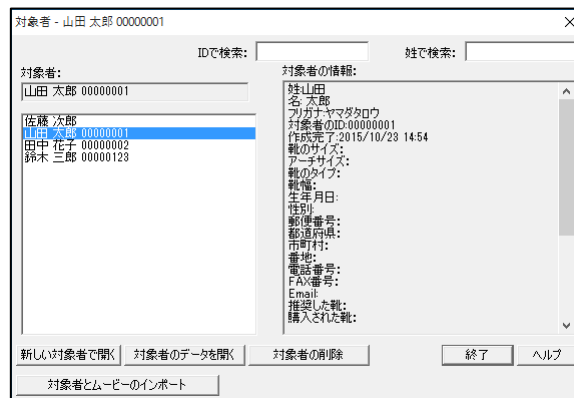 対象者 - 山田 太郎 00000001
IDで検索:
姓で検索:
対象者:
山田 太郎 00000001
佐藤 次郎
山田 太郎 00000001
田中 花子 00000002
鈴木 三郎 00000123
対象者の情報:
姓:山田
名: 太郎
フリガナ:ヤマダタロウ
対象者のID:00000001
作成完了:2015/10/23 14:54
靴のサイズ:
アーチサイズ:
靴のタイプ:
靴幅:
生年月日:
性別:
郵便番号:
都道府県:
市町村:
番地:
電話番号:
FAX番号:
Email:
推奨した靴:
購入された靴:
新しい対象者で開く
対象者のデータを開く
対象者の削除
終了
ヘルプ
対象者とムービーのインポート